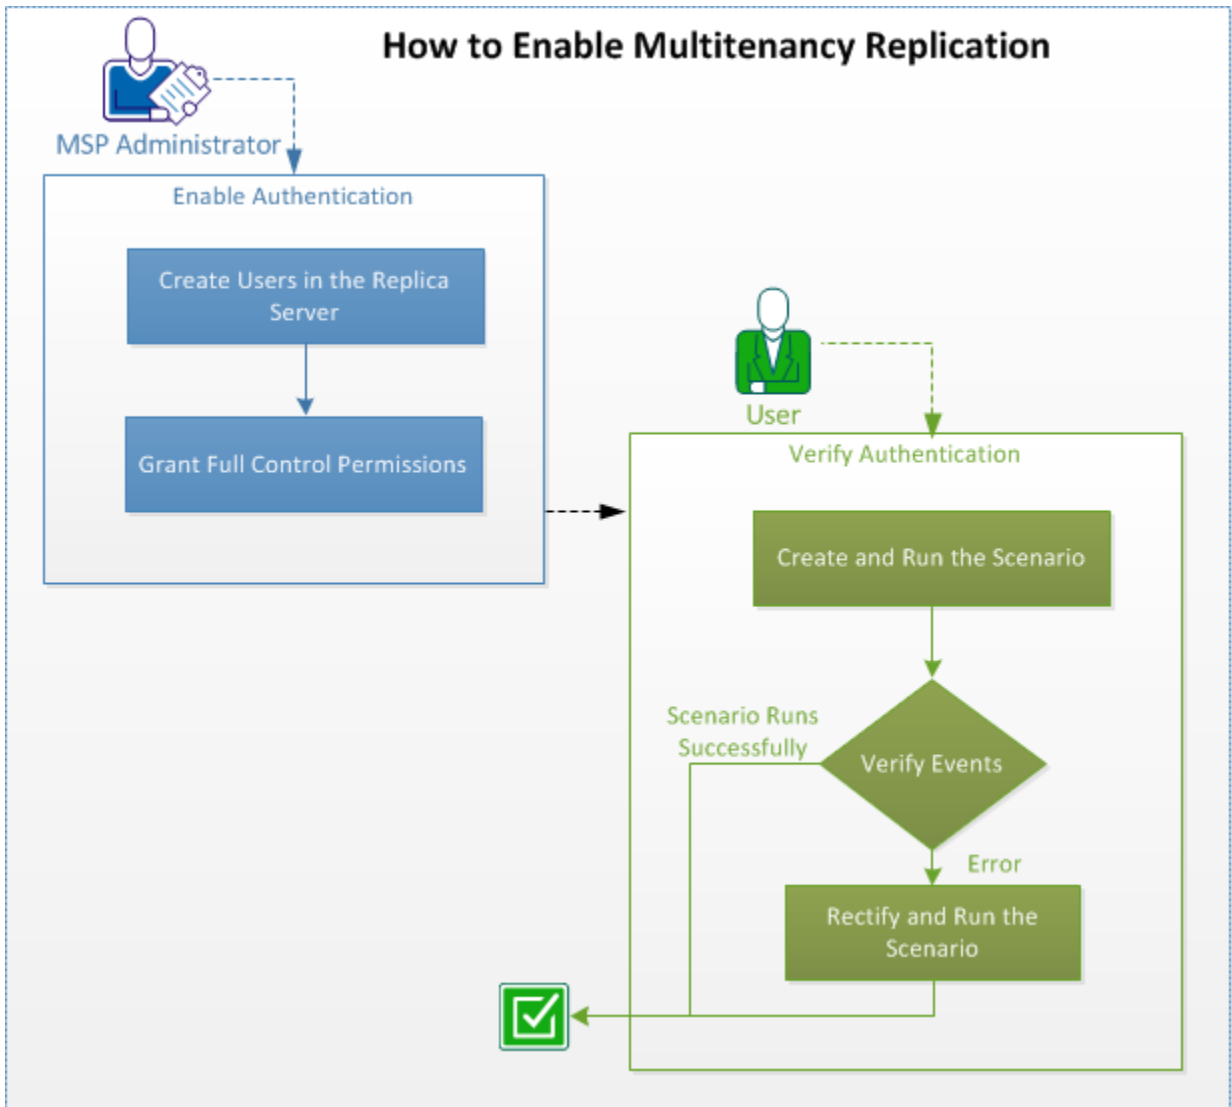 How to Enable Multitenancy Replication
MSP Administrator
Enable Authentication
Create Users in the Replica
Server
Grant Full Control Permissions
User
Verify Authentication
Create and Run the Scenario
Scenario Runs
Successfully
Verify Events
Error
Rectify and Run the
Scenario